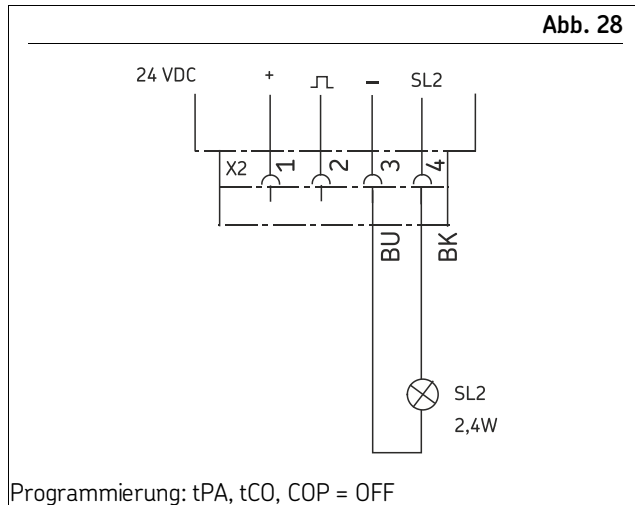 Abb. 28
24 VDC + − SL2
X2 1 2 3 4
BU BK
SL2
2,4W
Programmierung: tPA, tCO, COP = OFF